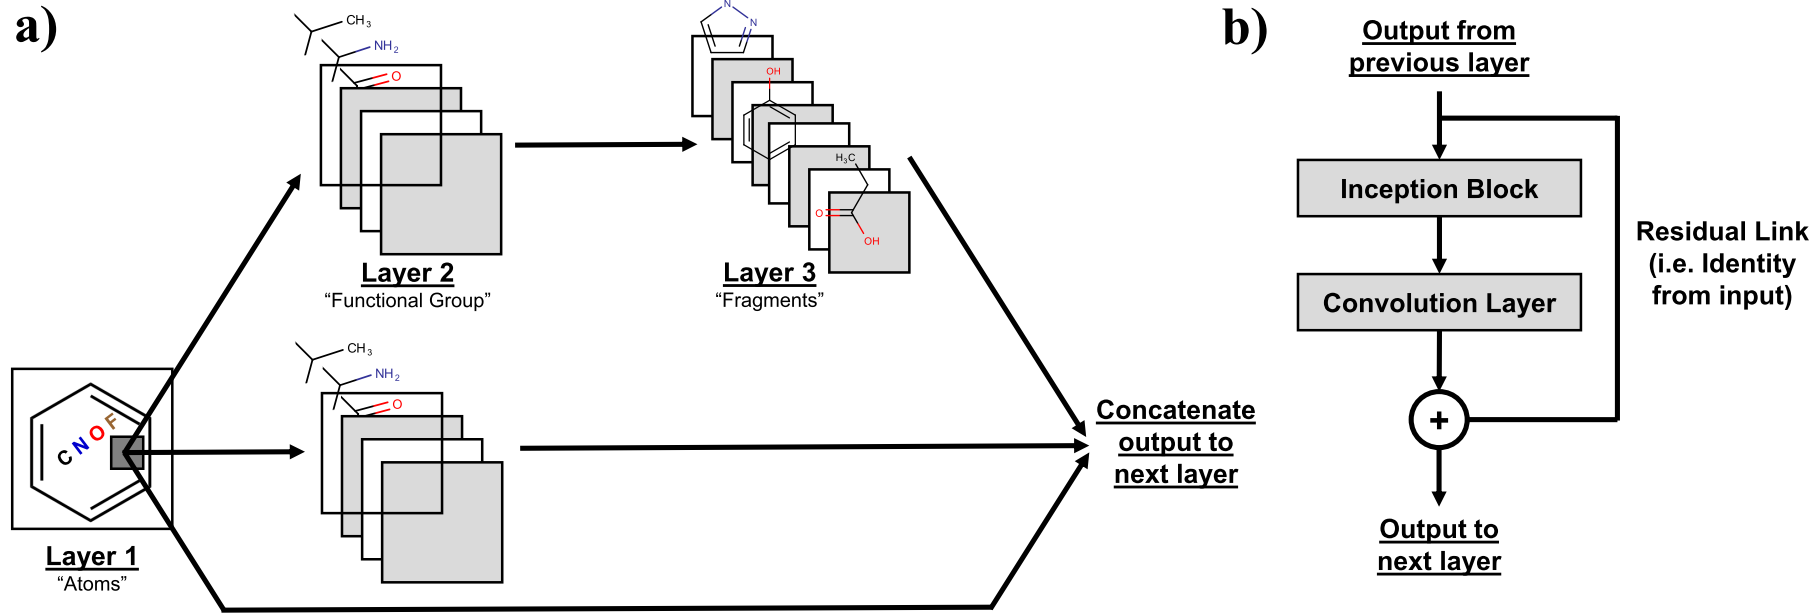 a)
CH3
NH2
O
N
N
OH
H3C
O
OH
Layer 2
“Functional Group”
Layer 3
“Fragments”
CH3
NH2
O
C N O F
Layer 1
“Atoms”
Concatenate
output to
next layer
b)
Output from
previous layer
Inception Block
Convolution Layer
+
Residual Link
(i.e. Identity
from input)
Output to
next layer